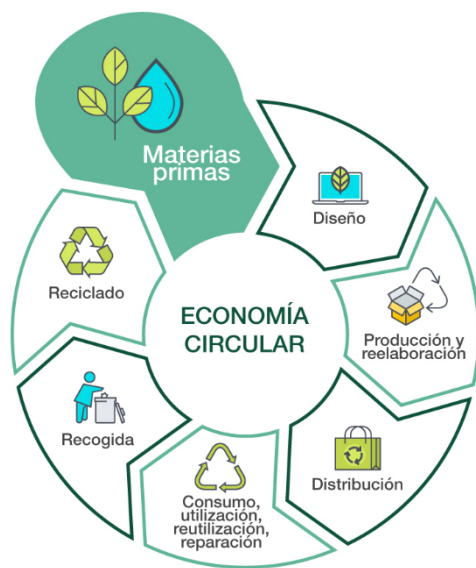 Materias
primas
Diseño
Producción y
reelaboración
Distribución
Consumo,
utilización,
reutilización,
reparación
Recogida
Reciclado
ECONOMÍA
CIRCULAR